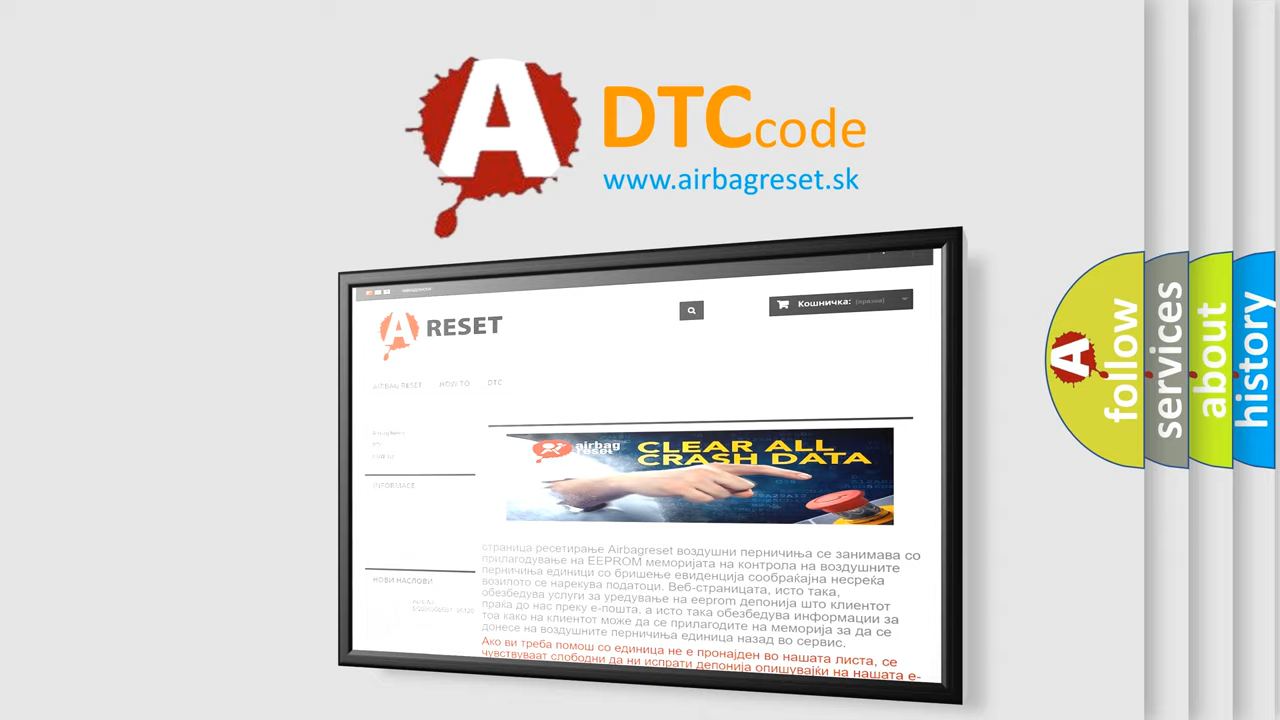 A
DTC code
www.airbagreset.sk
македонски
A RESET
Кошничка: (празна)
AIRBAG RESET HOW TO DTC
INFORMACE
airbag
reset
CLEAR ALL
CRASH DATA
страница ресетирање Airbagreset воздушни перничиња се занимава со
прилагодување на EEPROM меморијата на контрола на воздушните
перничиња единици со бришење евиденција сообраќајна несреќа
возилото се нарекува податоци. Веб-страницата, исто така,
обезбедува услуги за уредување на eeprom депонија што клиентот
праќа до нас преку е-пошта, а исто така обезбедува информации за
тоа како на клиентот може да се прилагодите на меморија за да се
донесе на воздушните перничиња единица назад во сервис.
Ако ви треба помош со единица не е пронајден во нашата листа, се
чувствуваат слободни да ни испрати депонија опишувајќи на нашата е-
НОВИ НАСЛОВИ
A
follow
services
about
history